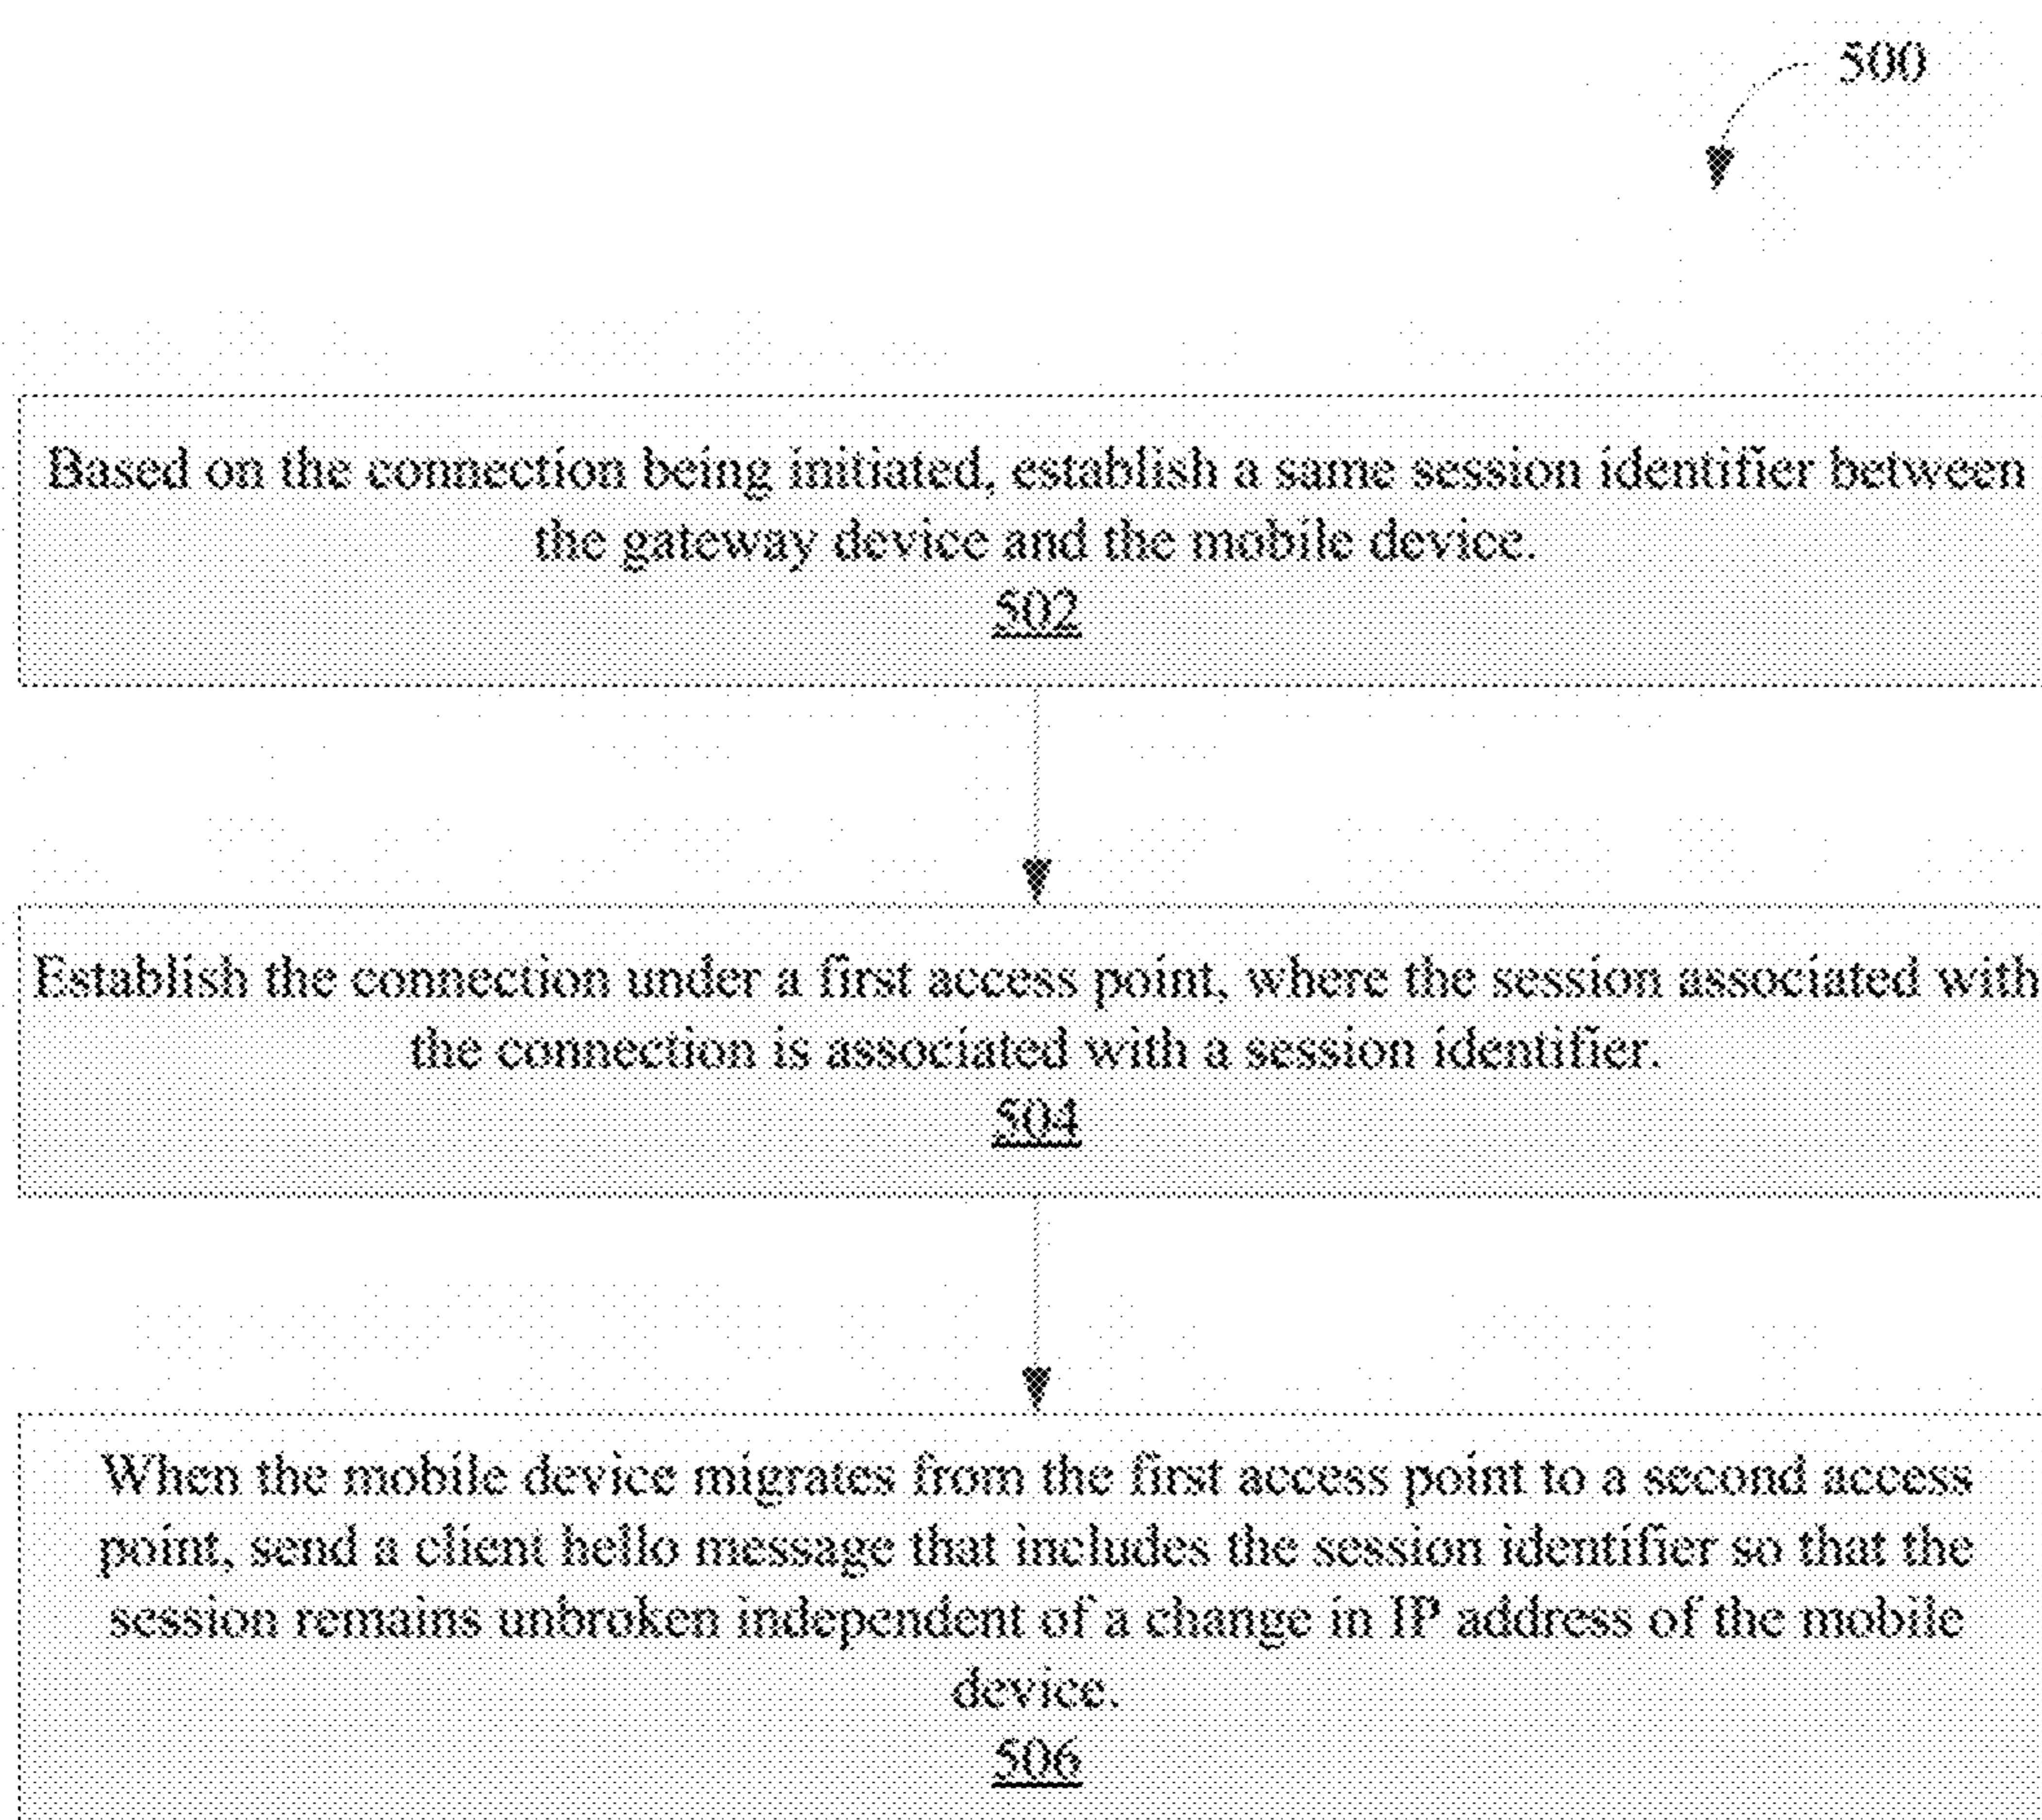 500
Based on the connection being initiated, establish a same session identifier between
the gateway device and the mobile device.
502
Establish the connection under a first access point, where the session associated with
the connection is associated with a session identifier.
504
When the mobile device migrates from the first access point to a second access
point, send a client hello message that includes the session identifier so that the
session remains unbroken independent of a change in IP address of the mobile
device.
506